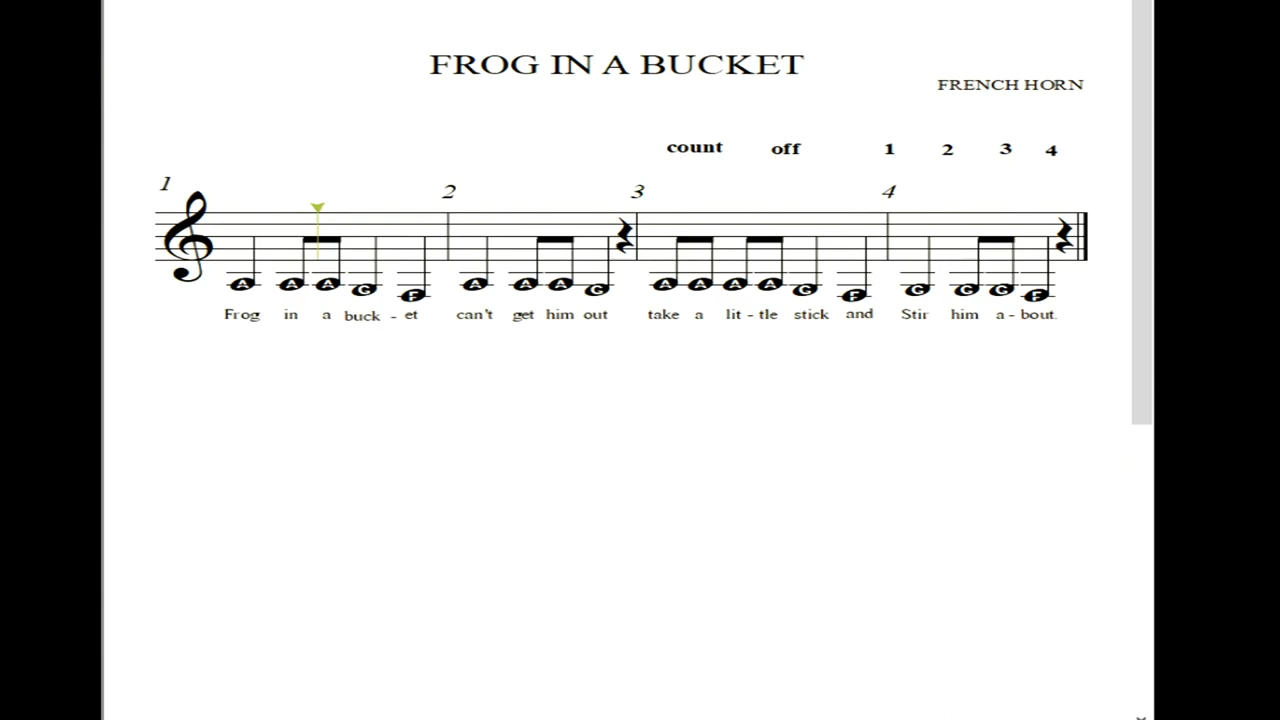 FROG IN A BUCKET
FRENCH HORN
count off 1 2 3 4
1 2 3 4
A A A G F A A A G A A A A G F G G G F
Frog in a buck - et can't get him out take a lit - tle stick and Stir him a - bout.